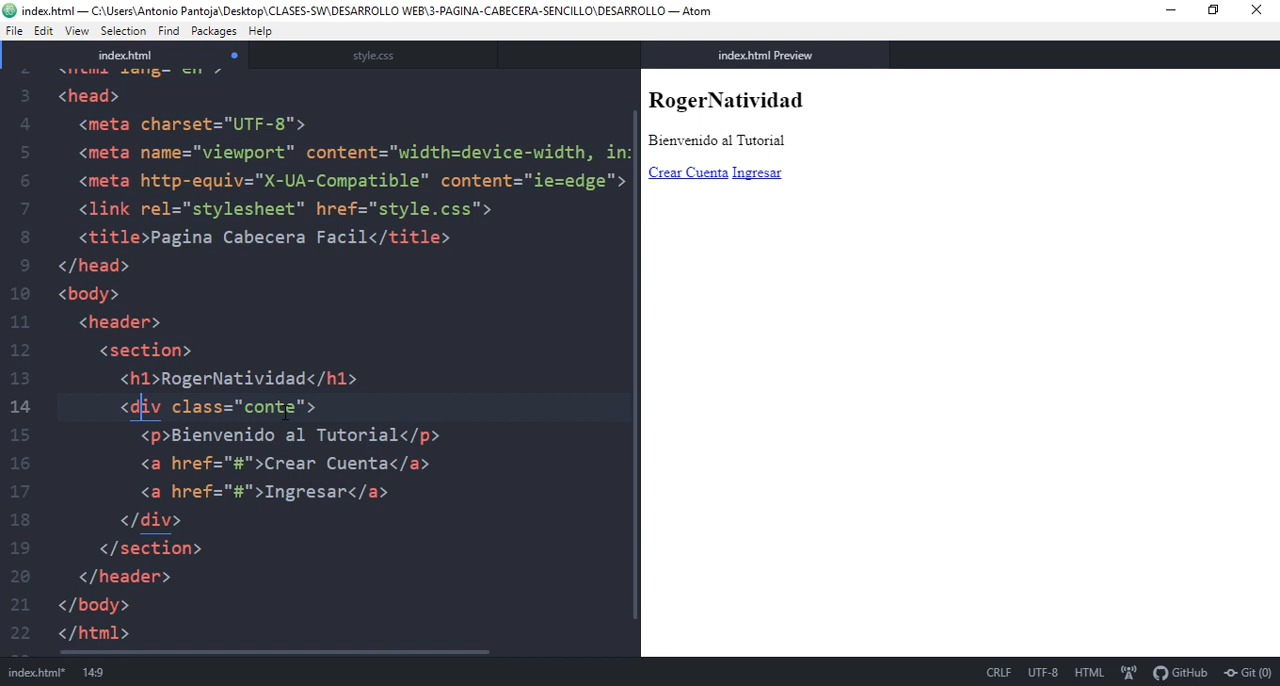 index.html — C:\Users\Antonio Pantoja\Desktop\CLASES-SW\DESARROLLO WEB\3-PAGINA-CABECERA-SENCILLO\DESARROLLO — Atom
File Edit View Selection Find Packages Help
index.html style.css index.html Preview
2 <html lang="en">
3 <head>
4 <meta charset="UTF-8">
5 <meta name="viewport" content="width=device-width, in
6 <meta http-equiv="X-UA-Compatible" content="ie=edge">
7 <link rel="stylesheet" href="style.css">
8 <title>Pagina Cabecera Facil</title>
9 </head>
10 <body>
11 <header>
12 <section>
13 <h1>RogerNatividad</h1>
14 <div class="conte">
15 <p>Bienvenido al Tutorial</p>
16 <a href="#">Crear Cuenta</a>
17 <a href="#">Ingresar</a>
18 </div>
19 </section>
20 </header>
21 </body>
22 </html>
RogerNatividad
Bienvenido al Tutorial
Crear Cuenta Ingresar
index.html* 14:9 CRLF UTF-8 HTML GitHub Git (0)